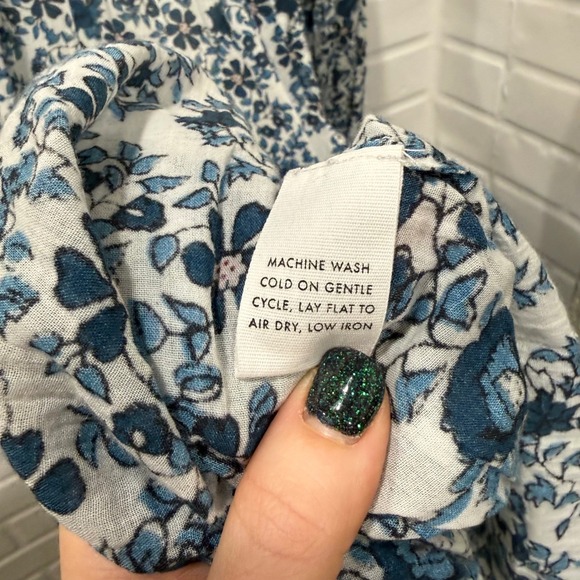 MACHINE WASH
COLD ON GENTLE
CYCLE, LAY FLAT TO
AIR DRY, LOW IRON